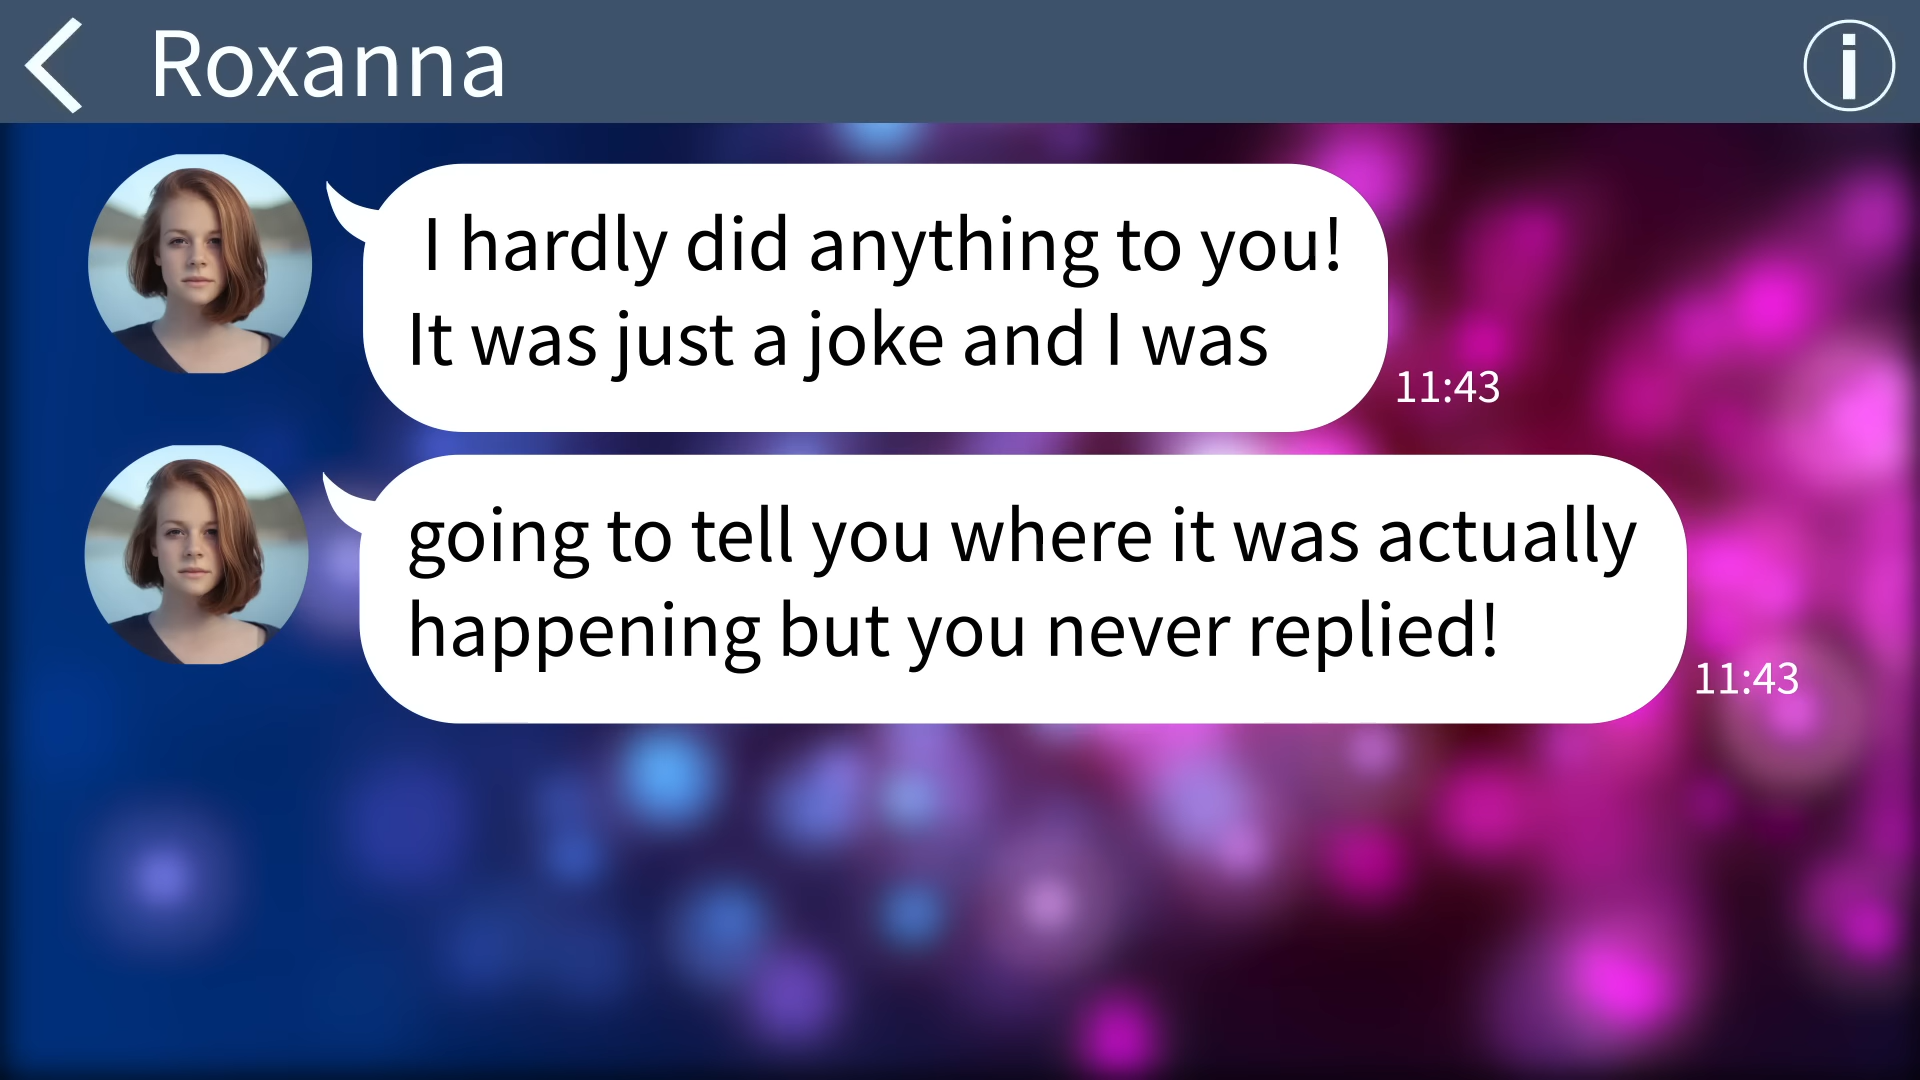 Roxanna
I hardly did anything to you!
It was just a joke and I was
11:43
going to tell you where it was actually
happening but you never replied!
11:43